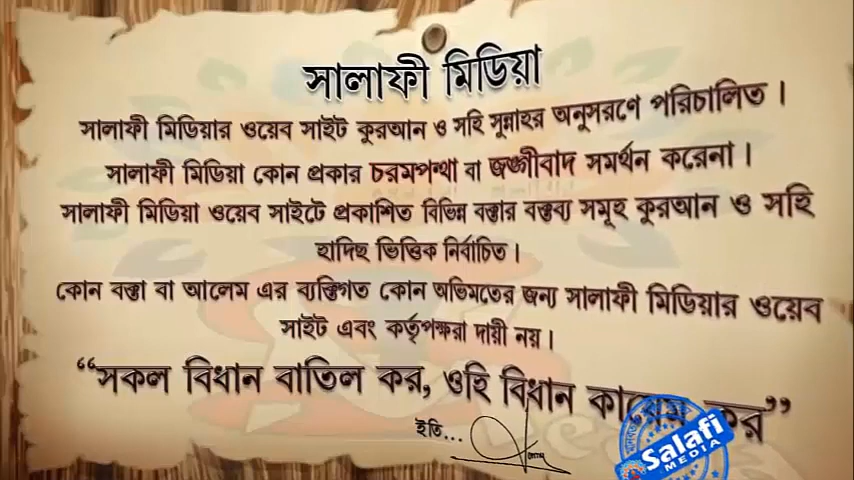 সালাফী মিডিয়া
সালাফী মিডিয়ার ওয়েব সাইট কুরআন ও সহি সুন্নাহর অনুসরণে পরিচালিত ।
সালাফী মিডিয়া কোন প্রকার চরমপন্থা বা জঙ্গীবাদ সমর্থন করেনা ।
সালাফী মিডিয়া ওয়েব সাইটে প্রকাশিত বিভিন্ন বক্তার বক্তব্য সমূহ কুরআন ও সহি
হাদিছ ভিত্তিক নির্বাচিত ।
কোন বক্তা বা আলেম এর ব্যক্তিগত কোন অভিমতের জন্য সালাফী মিডিয়ার ওয়েব
সাইট এবং কর্তৃপক্ষরা দায়ী নয় ।
“সকল বিধান বাতিল কর, ওহি বিধান কায়েম কর”
ইতি...
Salafi
MEDIA